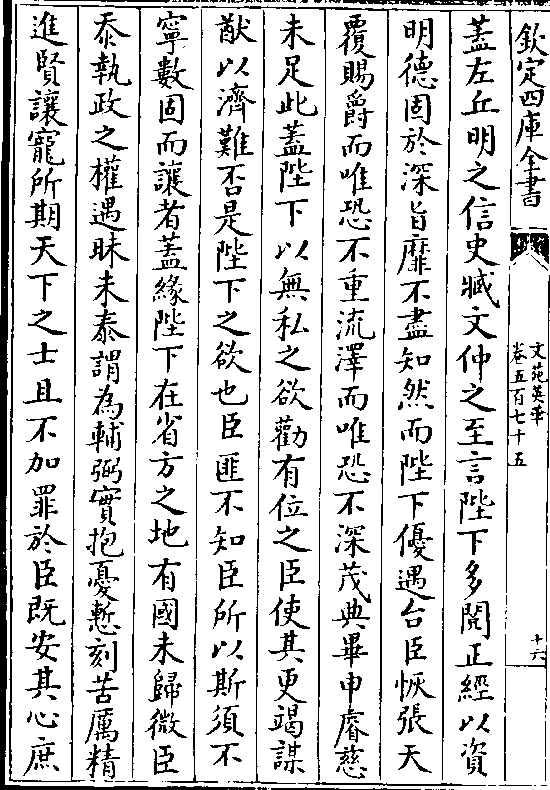 欽定四庫全書
文苑英華
卷五百七十五
十六
蓋左丘明之信史臧文仲之至言陛下多閱正經以資
明德固於深旨靡不盡知然而陛下優遇台臣恢張天
覆賜爵而唯恐不重流澤而唯恐不深茂典畢申睿慈
未足此蓋陛下以無私之欲勸有位之臣使其更竭謀
猷以濟難否是陛下之欲也臣匪不知臣所以斯須不
寧數固而讓者蓋緣陛下在省方之地有國未歸微臣
忝執政之權遇昧未泰謂為輔弼實抱憂慙刻苦厲精
進賢讓寵所期天下之士且不加罪於臣既安其心庶